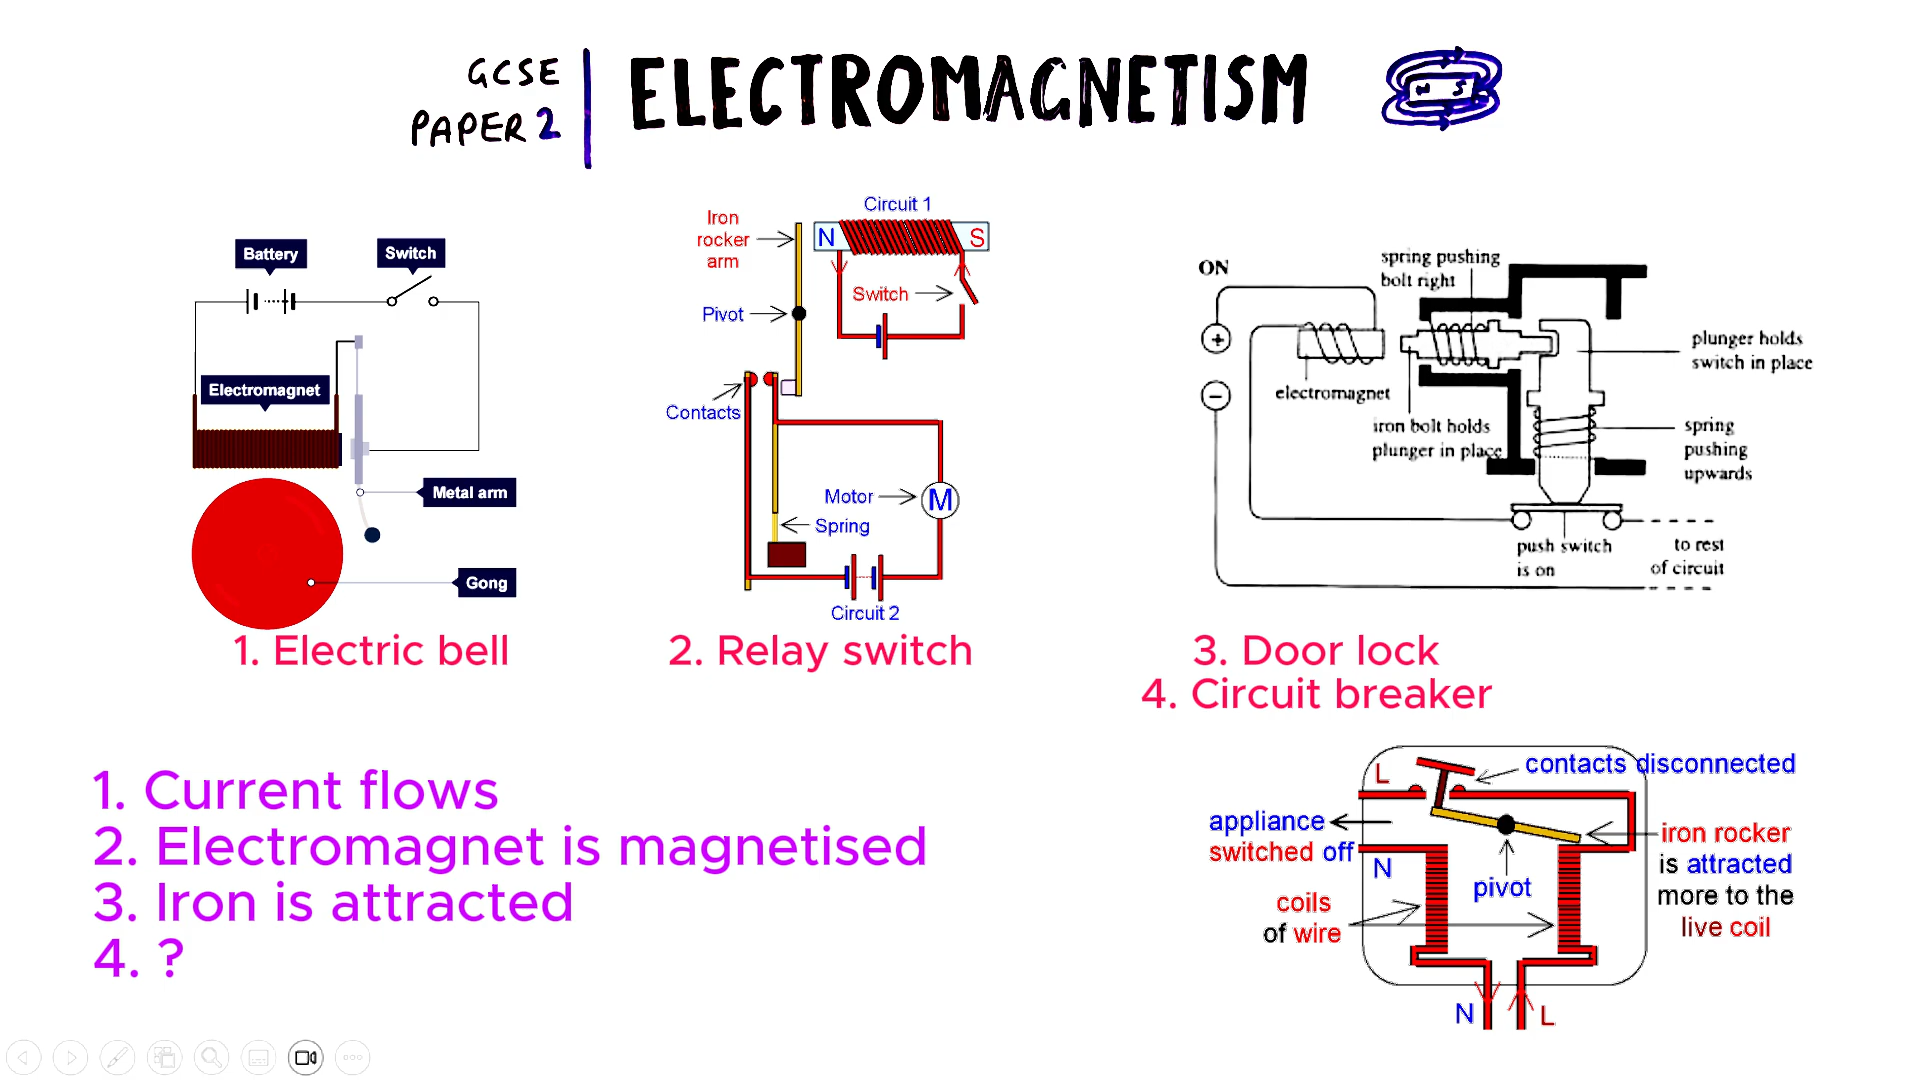 GCSE
PAPER 2
ELECTROMAGNETISM
N S
Battery
Switch
Electromagnet
Metal arm
Gong
1. Electric bell
Circuit 1
Iron
rocker
arm
N
S
Switch
Pivot
Contacts
Motor
M
Spring
Circuit 2
2. Relay switch
ON
spring pushing
bolt right
+
−
electromagnet
iron bolt holds
plunger in place
plunger holds
switch in place
spring
pushing
upwards
push switch
is on
to rest
of circuit
3. Door lock
4. Circuit breaker
1. Current flows
2. Electromagnet is magnetised
3. Iron is attracted
4. ?
L
contacts disconnected
appliance
switched off
N
pivot
coils
of wire
iron rocker
is attracted
more to the
live coil
N
L